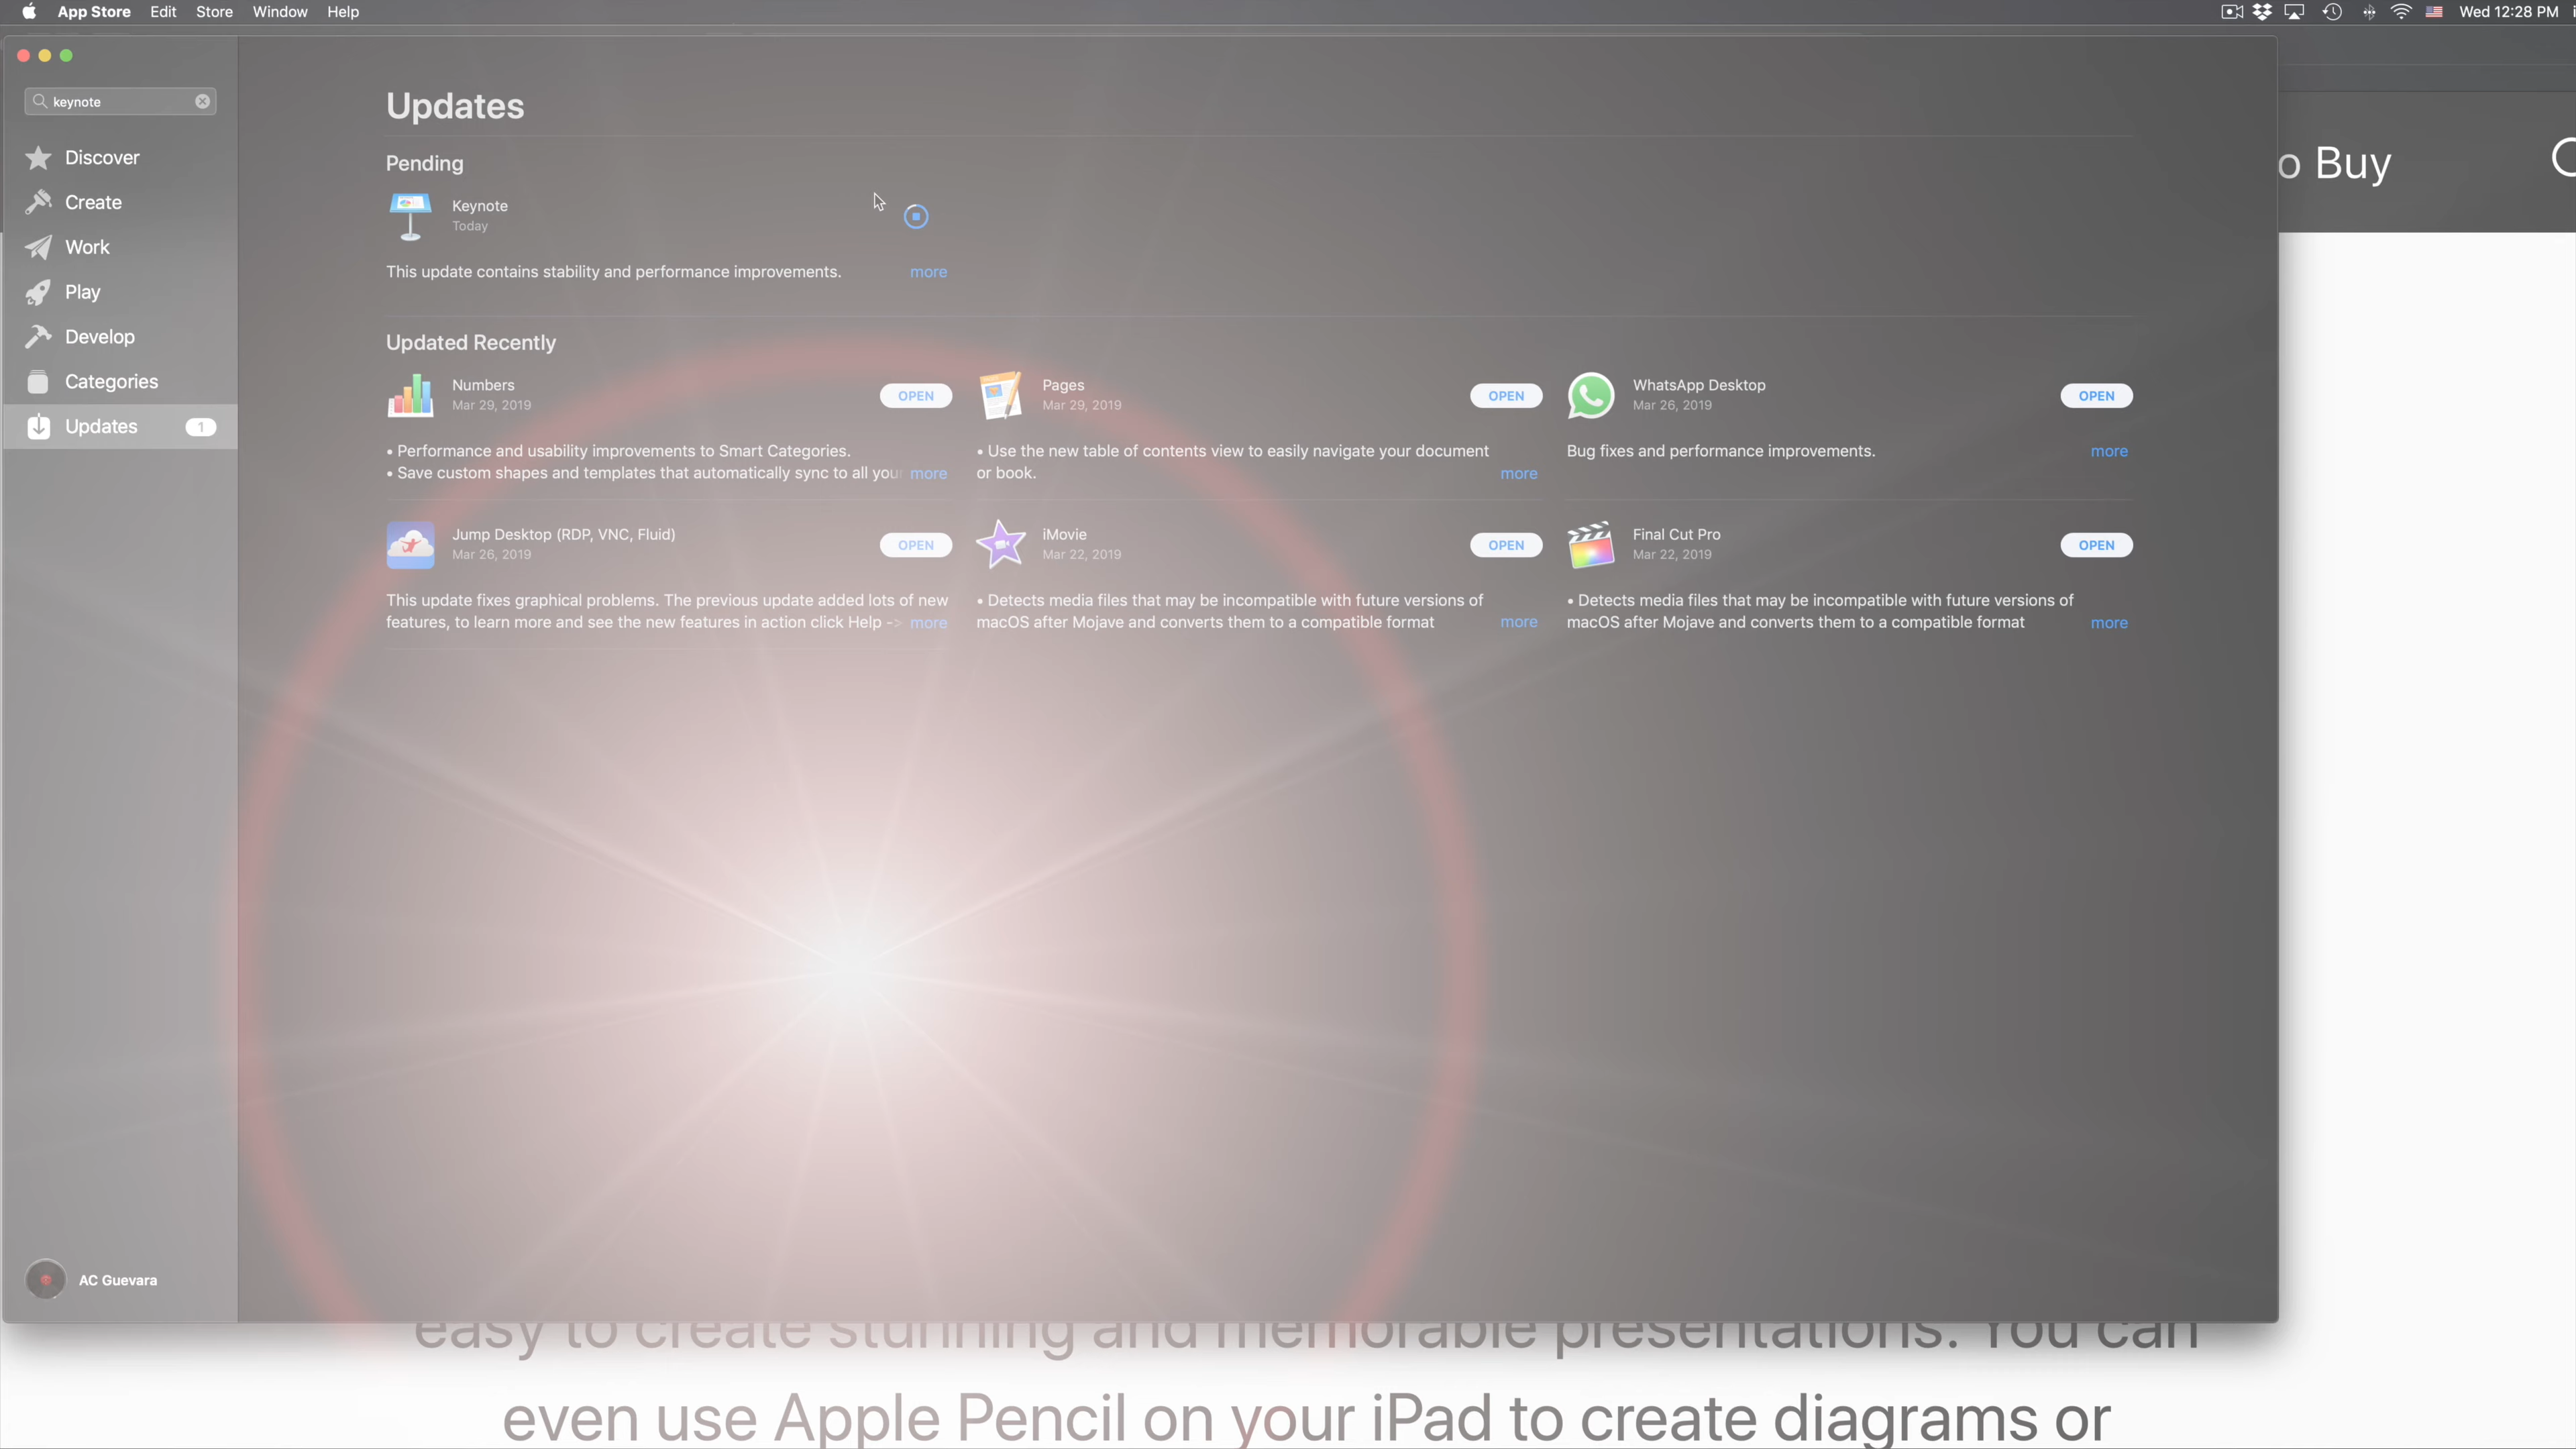 App Store Edit Store Window Help Wed 12:28 PM
keynote
Discover
Create
Work
Play
Develop
Categories
Updates 1
AC Guevara
Updates
Pending
Keynote
Today
This update contains stability and performance improvements. more
Updated Recently
Numbers
Mar 29, 2019
OPEN
• Performance and usability improvements to Smart Categories.
• Save custom shapes and templates that automatically sync to all your more
Pages
Mar 29, 2019
OPEN
• Use the new table of contents view to easily navigate your document
or book. more
WhatsApp Desktop
Mar 26, 2019
OPEN
Bug fixes and performance improvements. more
Jump Desktop (RDP, VNC, Fluid)
Mar 26, 2019
OPEN
This update fixes graphical problems. The previous update added lots of new
features, to learn more and see the new features in action click Help -> more
iMovie
Mar 22, 2019
OPEN
• Detects media files that may be incompatible with future versions of
macOS after Mojave and converts them to a compatible format more
Final Cut Pro
Mar 22, 2019
OPEN
• Detects media files that may be incompatible with future versions of
macOS after Mojave and converts them to a compatible format more
o Buy
easy to create stunning and memorable presentations. You can
even use Apple Pencil on your iPad to create diagrams or